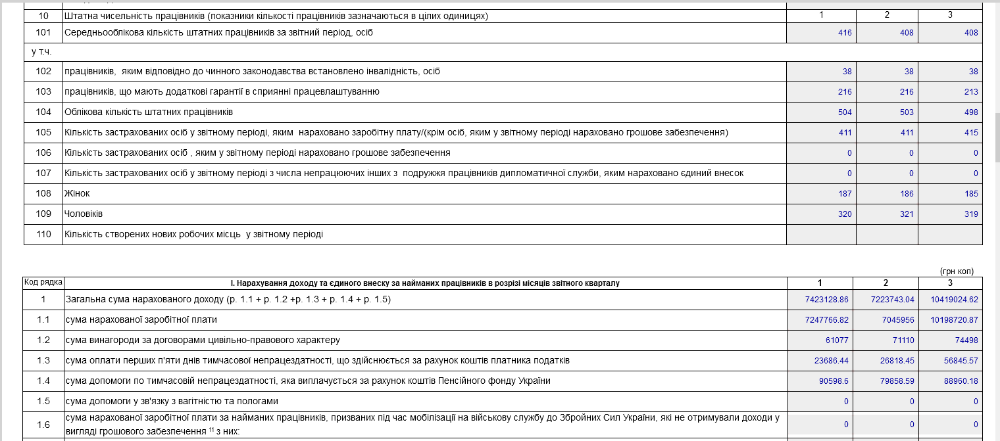 10 Штатна чисельність працівників (показники кількості працівників зазначаються в цілих одиницях) 1 2 3
101 Середньооблікова кількість штатних працівників за звітний період, осіб 416 408 408
у т.ч.
102 працівників, яким відповідно до чинного законодавства встановлено інвалідність, осіб 38 38 38
103 працівників, що мають додаткові гарантії в сприянні працевлаштуванню 216 216 213
104 Облікова кількість штатних працівників 504 503 498
105 Кількість застрахованих осіб у звітному періоді, яким нараховано заробітну плату/(крім осіб, яким у звітному періоді нараховано грошове забезпечення) 411 411 415
106 Кількість застрахованих осіб , яким у звітному періоді нараховано грошове забезпечення 0 0 0
107 Кількість застрахованих осіб у звітному періоді з числа непрацюючих інших з подружжя працівників дипломатичної служби, яким нараховано єдиний внесок 0 0 0
108 Жінок 187 186 185
109 Чоловіків 320 321 319
110 Кількість створених нових робочих місць у звітному періоді
(грн коп)
Код рядка І. Нарахування доходу та єдиного внеску за найманих працівників в розрізі місяців звітного кварталу 1 2 3
1 Загальна сума нарахованого доходу (р. 1.1 + р. 1.2 +р. 1.3 + р. 1.4 + р. 1.5) 7423128.86 7223743.04 10419024.62
1.1 сума нарахованої заробітної плати 7247766.82 7045956 10198720.87
1.2 сума винагороди за договорами цивільно-правового характеру 61077 71110 74498
1.3 сума оплати перших п'яти днів тимчасової непрацездатності, що здійснюється за рахунок коштів платника податків 23686.44 26818.45 56845.57
1.4 сума допомоги по тимчасовій непрацездатності, яка виплачується за рахунок коштів Пенсійного фонду України 90598.6 79858.59 88960.18
1.5 сума допомоги у зв'язку з вагітністю та пологами 0 0 0
1.6 сума нарахованої заробітної плати за найманих працівників, призваних під час мобілізації на військову службу до Збройних Сил України, які не отримували доходи у 0 0 0
вигляді грошового забезпечення ¹¹ з них: